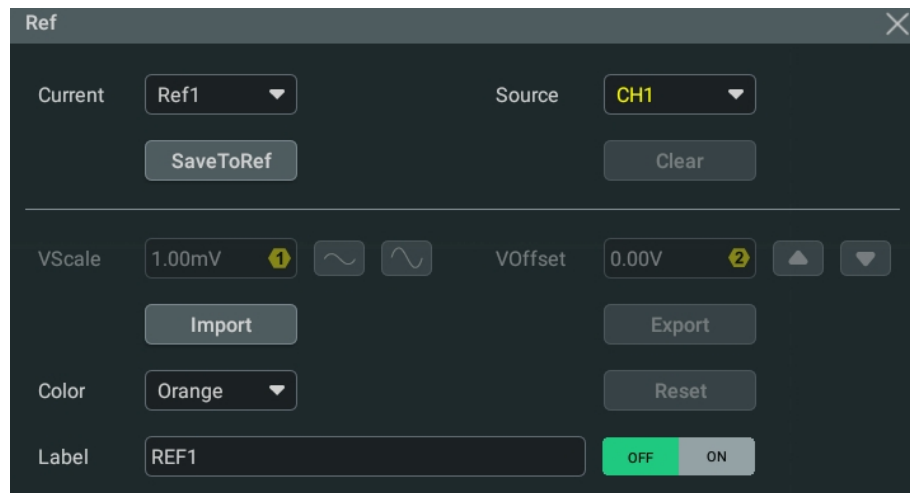 Ref
Current Ref1 Source CH1
SaveToRef Clear
VScale 1.00mV 1 VOffset 0.00V 2
Import Export
Color Orange Reset
Label REF1 OFF ON